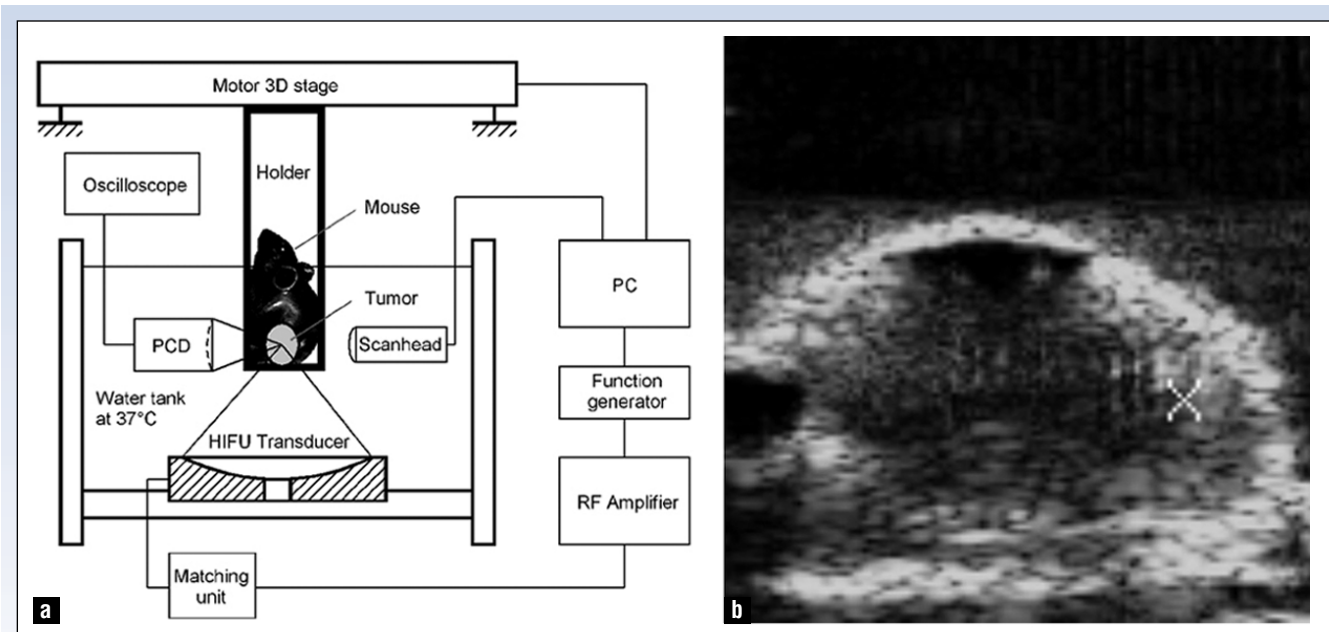 Motor 3D stage
Oscilloscope
Holder
Mouse
PC
Tumor
PCD
Scanhead
Water tank
at 37°C
Function
generator
HIFU Transducer
RF Amplifier
Matching
unit
a
b